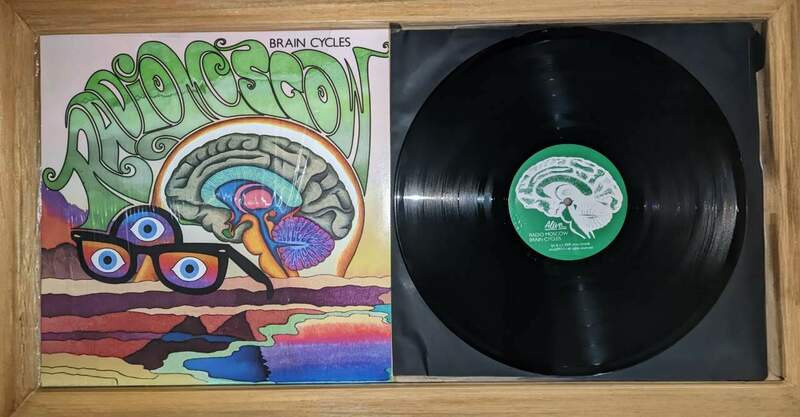 BRAIN CYCLES
RADIO MOSCOW
Alive
RADIO MOSCOW
BRAIN CYCLES